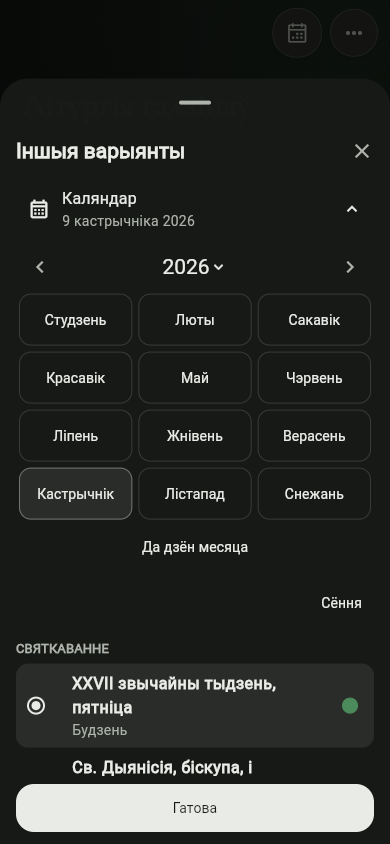 Іншыя варыянты
Каляндар
9 кастрычніка 2026
2026
Студзень Люты Сакавік
Красавік Май Чэрвень
Ліпень Жнівень Верасень
Кастрычнік Лістапад Снежань
Да дзён месяца
Сёння
СВЯТКАВАННЕ
XXVII звычайны тыдзень,
пятніца
Будзень
Св. Дыянісія, біскупа, і
Гатова